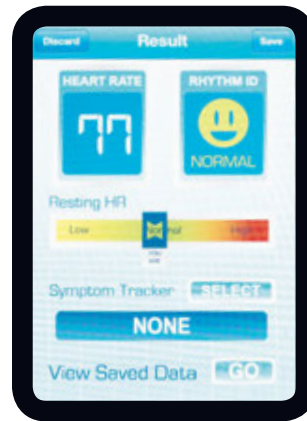 Discard Result Save
HEART RATE RHYTHM ID
77
NORMAL
Resting HR
Low Normal High
Symptom Tracker SELECT
NONE
View Saved Data GO